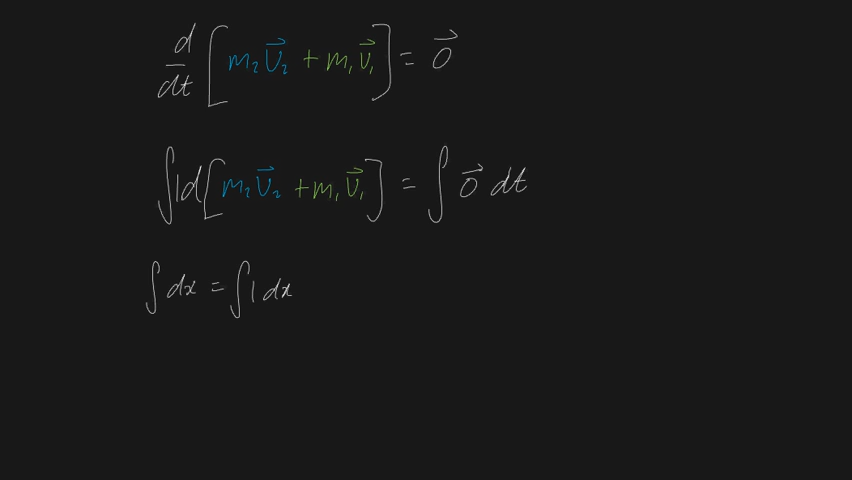 d/dt [m₂v⃗₂ + m₁v⃗₁] = 0⃗
∫1d[m₂v⃗₂ + m₁v⃗₁] = ∫0⃗ dt
∫dx = ∫1 dx